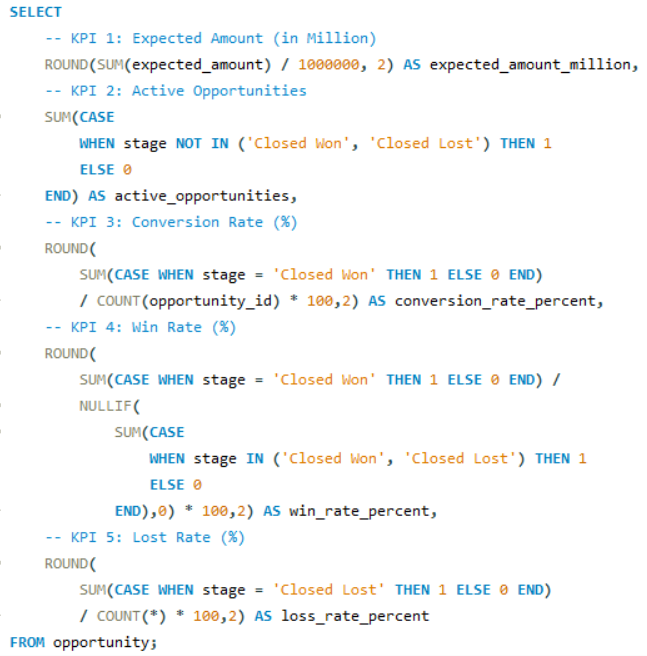 SELECT
-- KPI 1: Expected Amount (in Million)
ROUND(SUM(expected_amount) / 1000000, 2) AS expected_amount_million,
-- KPI 2: Active Opportunities
SUM(CASE
WHEN stage NOT IN ('Closed Won', 'Closed Lost') THEN 1
ELSE 0
END) AS active_opportunities,
-- KPI 3: Conversion Rate (%)
ROUND(
SUM(CASE WHEN stage = 'Closed Won' THEN 1 ELSE 0 END)
/ COUNT(opportunity_id) * 100,2) AS conversion_rate_percent,
-- KPI 4: Win Rate (%)
ROUND(
SUM(CASE WHEN stage = 'Closed Won' THEN 1 ELSE 0 END) /
NULLIF(
SUM(CASE
WHEN stage IN ('Closed Won', 'Closed Lost') THEN 1
ELSE 0
END),0) * 100,2) AS win_rate_percent,
-- KPI 5: Lost Rate (%)
ROUND(
SUM(CASE WHEN stage = 'Closed Lost' THEN 1 ELSE 0 END)
/ COUNT(*) * 100,2) AS loss_rate_percent
FROM opportunity;